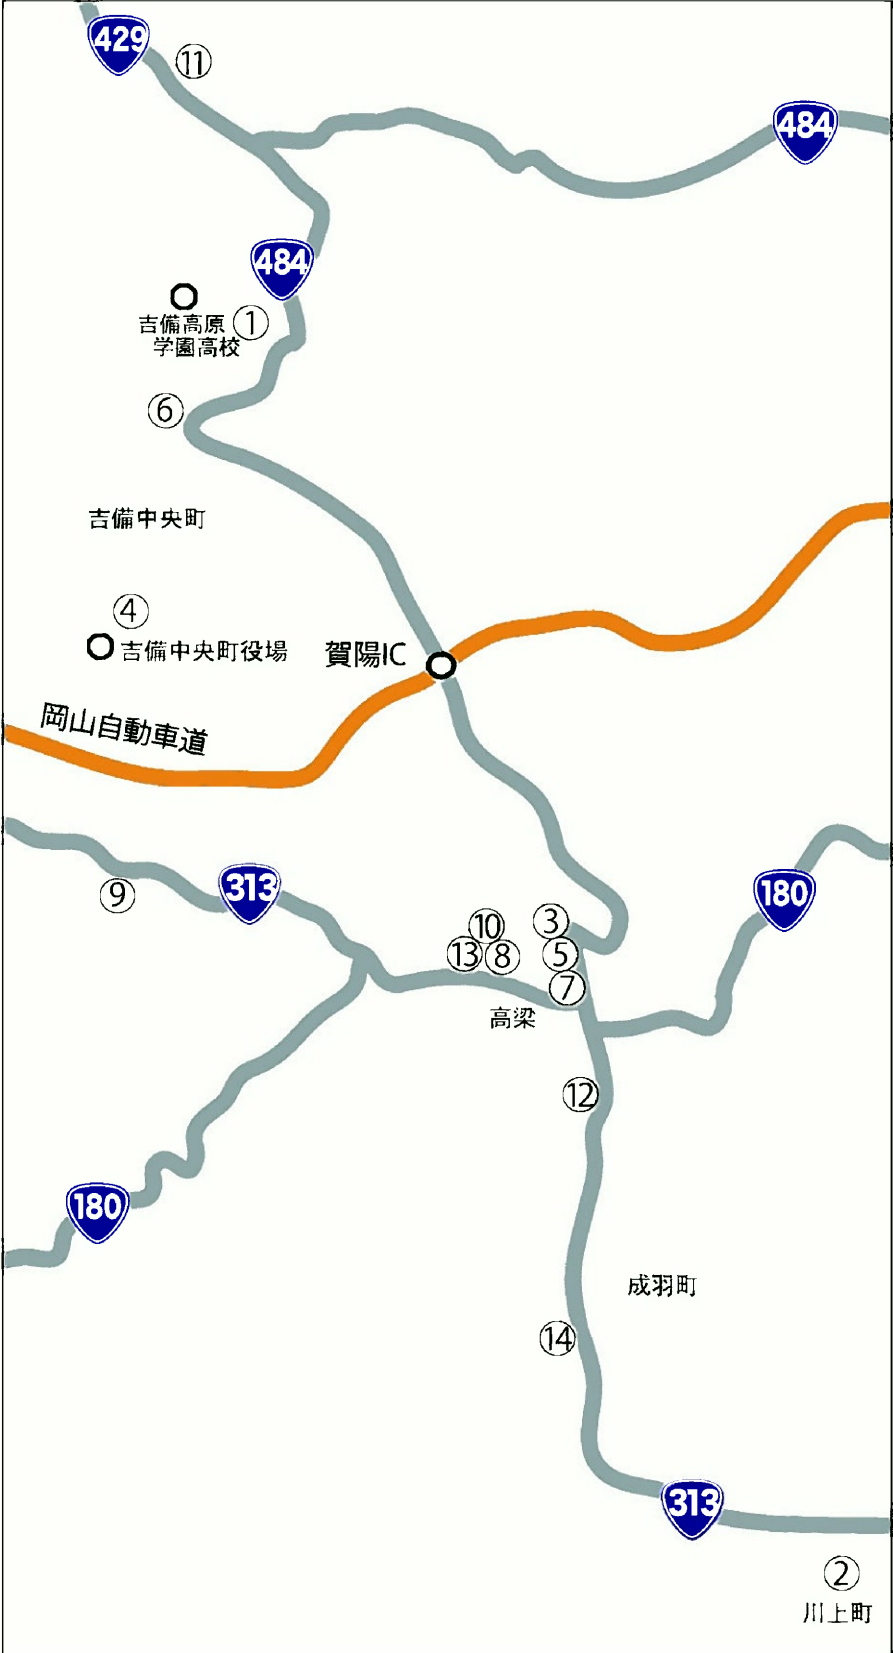 429
⑪
484
484
吉備高原
学園高校
①
⑥
吉備中央町
④
吉備中央町役場
賀陽IC
岡山自動車道
⑨
313
180
⑩
③
⑬
⑧
⑤
⑦
高梁
⑫
180
成羽町
⑭
313
②
川上町